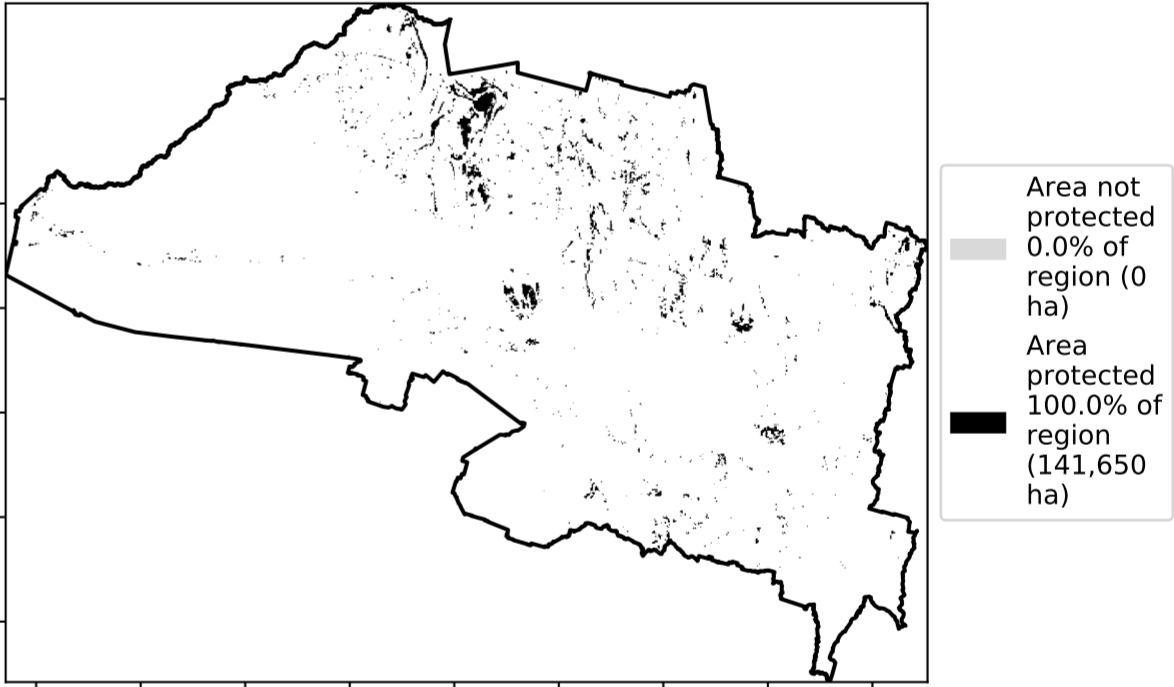 Area not
protected
0.0% of
region (0
ha)
Area
protected
100.0% of
region
(141,650
ha)